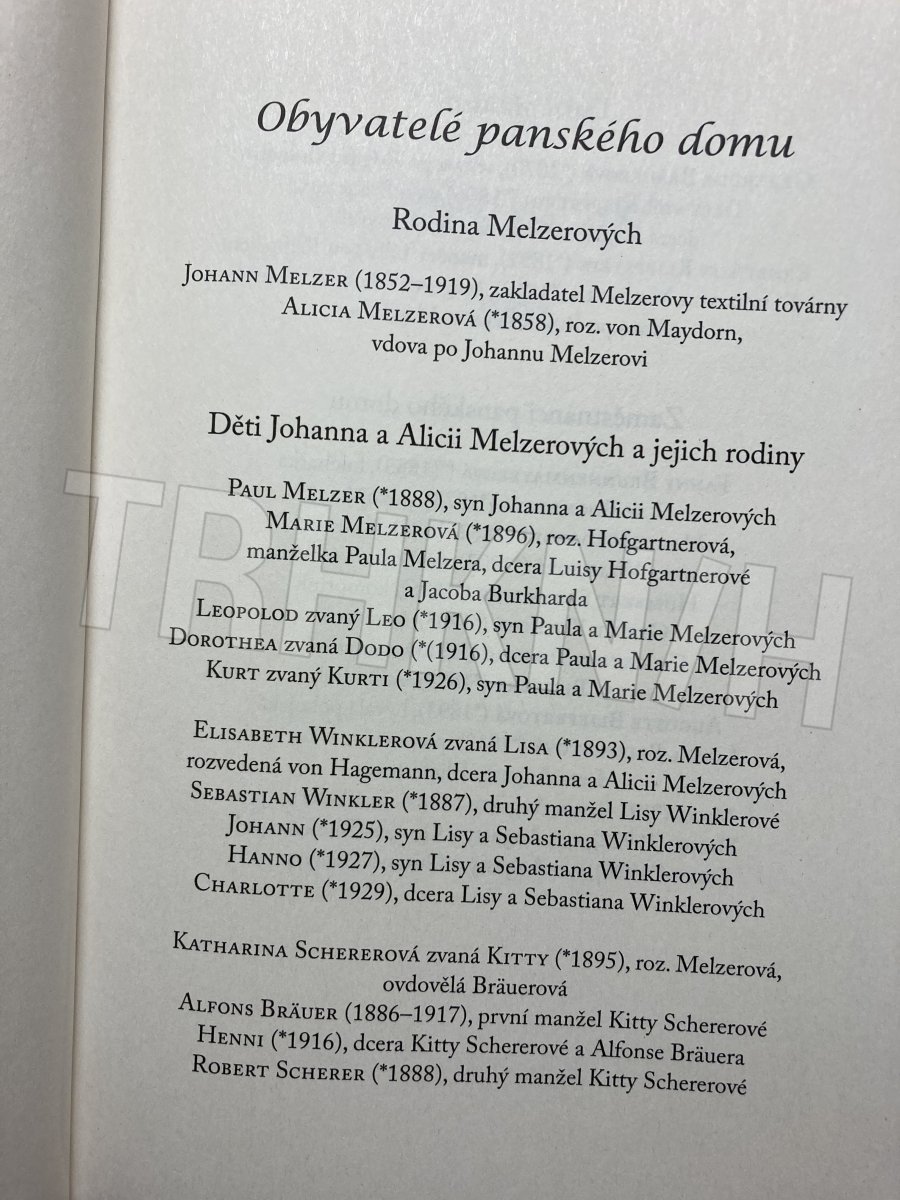 Obyvatelé panského domu
Rodina Melzerových
Johann Melzer (1852–1919), zakladatel Melzerovy textilní továrny
Alicia Melzerová (*1858), roz. von Maydorn,
vdova po Johannu Melzerovi
Děti Johanna a Alicii Melzerových a jejich rodiny
Paul Melzer (*1888), syn Johanna a Alicii Melzerových
Marie Melzerová (*1896), roz. Hofgartnerová,
manželka Paula Melzera, dcera Luisy Hofgartnerové
a Jacoba Burkharda
Leopolod zvaný Leo (*1916), syn Paula a Marie Melzerových
Dorothea zvaná Dodo (*(1916), dcera Paula a Marie Melzerových
Kurt zvaný Kurti (*1926), syn Paula a Marie Melzerových
Elisabeth Winklerová zvaná Lisa (*1893), roz. Melzerová,
rozvedená von Hagemann, dcera Johanna a Alicii Melzerových
Sebastian Winkler (*1887), druhý manžel Lisy Winklerové
Johann (*1925), syn Lisy a Sebastiana Winklerových
Hanno (*1927), syn Lisy a Sebastiana Winklerových
Charlotte (*1929), dcera Lisy a Sebastiana Winklerových
Katharina Schererová zvaná Kitty (*1895), roz. Melzerová,
ovdovělá Bräuerová
Alfons Bräuer (1886–1917), první manžel Kitty Schererové
Henni (*1916), dcera Kitty Schererové a Alfonse Bräuera
Robert Scherer (*1888), druhý manžel Kitty Schererové
TBHKNVH